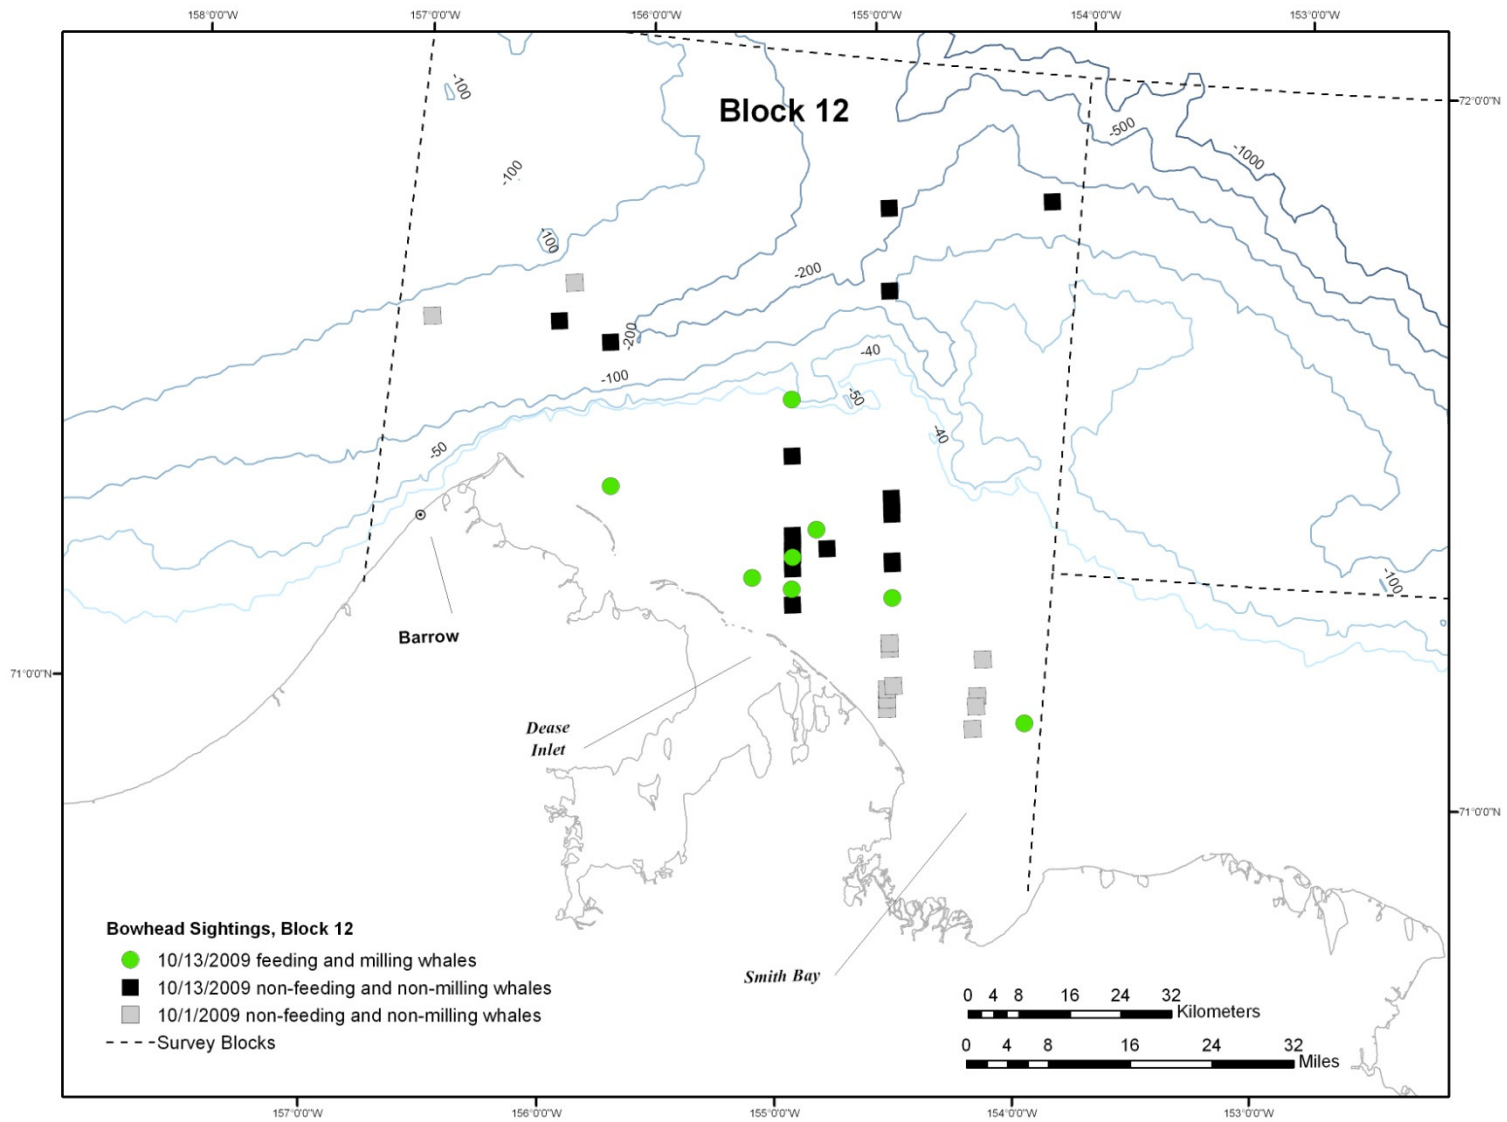 158°0'0"W 157°0'0"W 156°0'0"W 155°0'0"W 154°0'0"W 153°0'0"W
72°0'0"N
Block 12
-100
-500
-1000
-100
-100
-200
-200
-40
-100
-50
-40
-50
-100
Barrow
71°0'0"N
Dease
Inlet
71°0'0"N
Smith Bay
Bowhead Sightings, Block 12
10/13/2009 feeding and milling whales
10/13/2009 non-feeding and non-milling whales
10/1/2009 non-feeding and non-milling whales
Survey Blocks
0 4 8 16 24 32
Kilometers
0 4 8 16 24 32
Miles
157°0'0"W 156°0'0"W 155°0'0"W 154°0'0"W 153°0'0"W